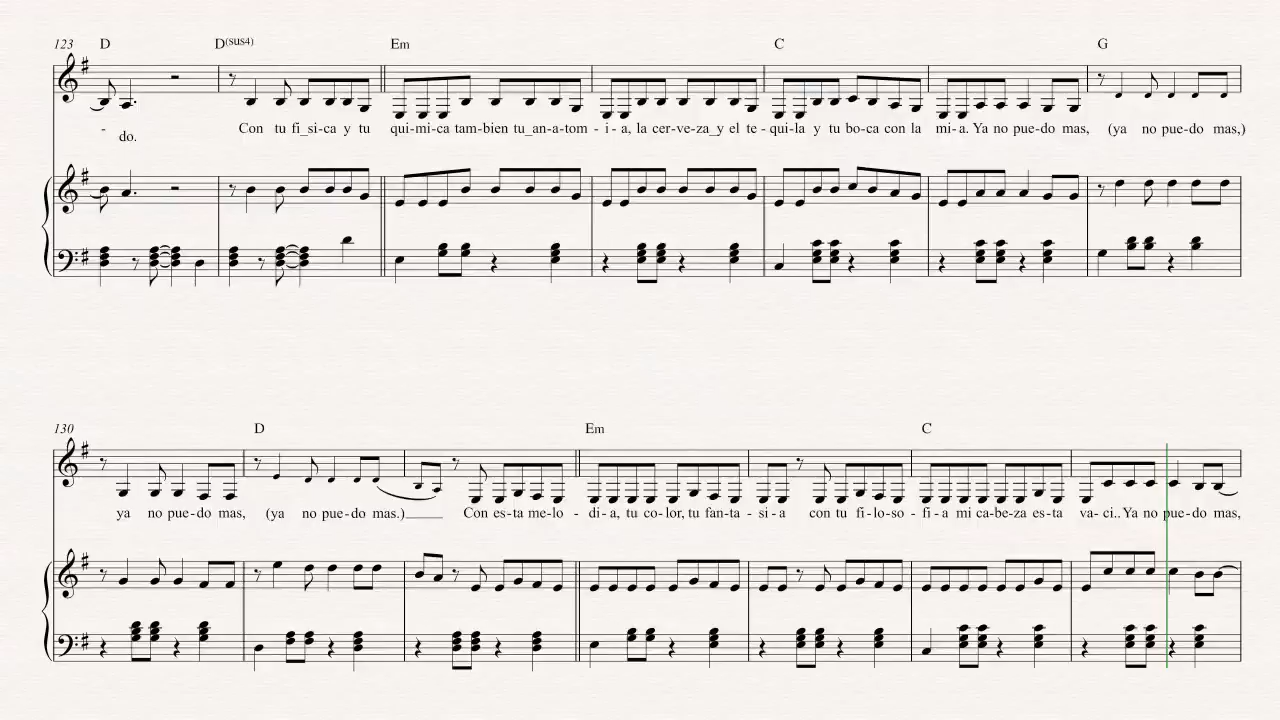 123 D D(sus4) Em C G
- do. Con tu fi_si-ca y tu qui-mi-ca tam-bien tu_an-a-tom - i - a, la cer-ve-za_y el te - qui-la y tu bo-ca con la mi-a. Ya no pue-do mas, (ya no pue-do mas,)
130 D Em C
ya no pue-do mas, (ya no pue-do mas.)____ Con es-ta me-lo - di-a, tu co-lor, tu fan-ta - si-a con tu fi-lo-so - fi-a mi ca-be-za es-ta va-ci.. Ya no pue-do mas,